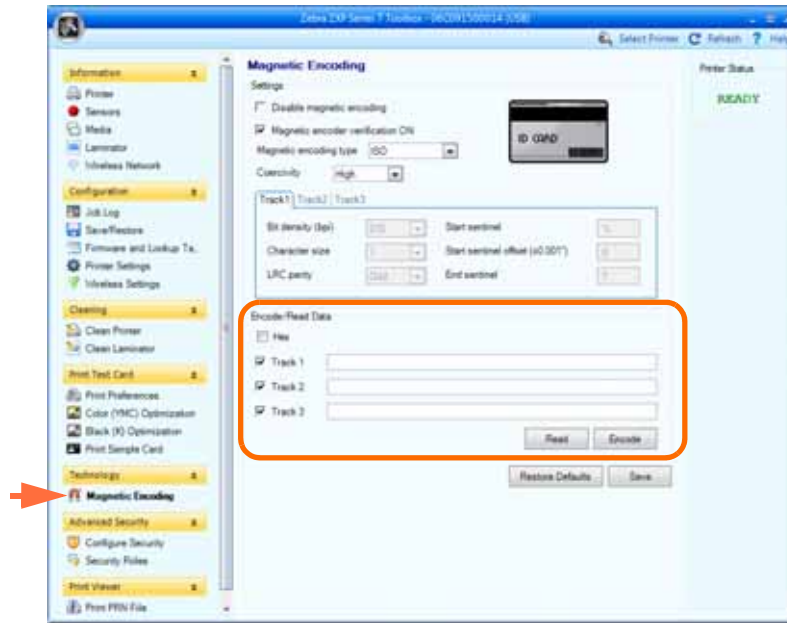 Zebra ZXP Series 7 Toolbox - 06C091500014 (USB)
Select Printer Refresh ? Help
Information
Printer
Sensors
Media
Laminator
Wireless Network
Configuration
Job Log
Save/Restore
Firmware and Lookup Ta..
Printer Settings
Wireless Settings
Cleaning
Clean Printer
Clean Laminator
Print Test Card
Print Preferences
Color (YMC) Optimization
Black (K) Optimization
Print Sample Card
Technology
Magnetic Encoding
Advanced Security
Configure Security
Security Roles
Print Viewer
Print PRN File
Magnetic Encoding
Settings
Disable magnetic encoding
Magnetic encoder verification ON
Magnetic encoding type ISO
Coercivity High
ID CARD
Track1 Track2 Track3
Bit density (bpi) 210 Start sentinel %
Character size 7 Start sentinel offset (±0.001")
LRC parity Odd End sentinel ?
Encode/Read Data
Hex
Track 1
Track 2
Track 3
Read Encode
Restore Defaults Save
Printer Status
READY